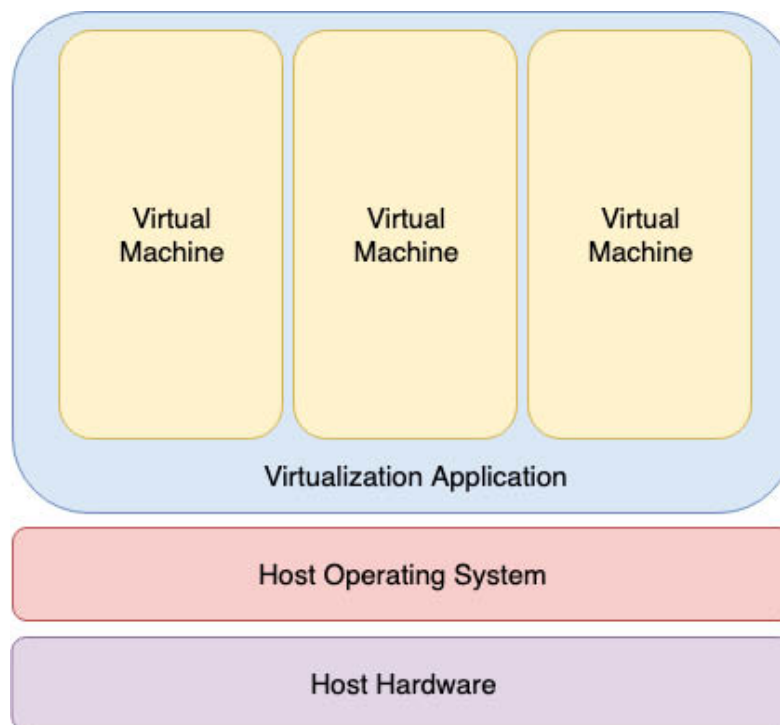 Virtual
Machine
Virtual
Machine
Virtual
Machine
Virtualization Application
Host Operating System
Host Hardware